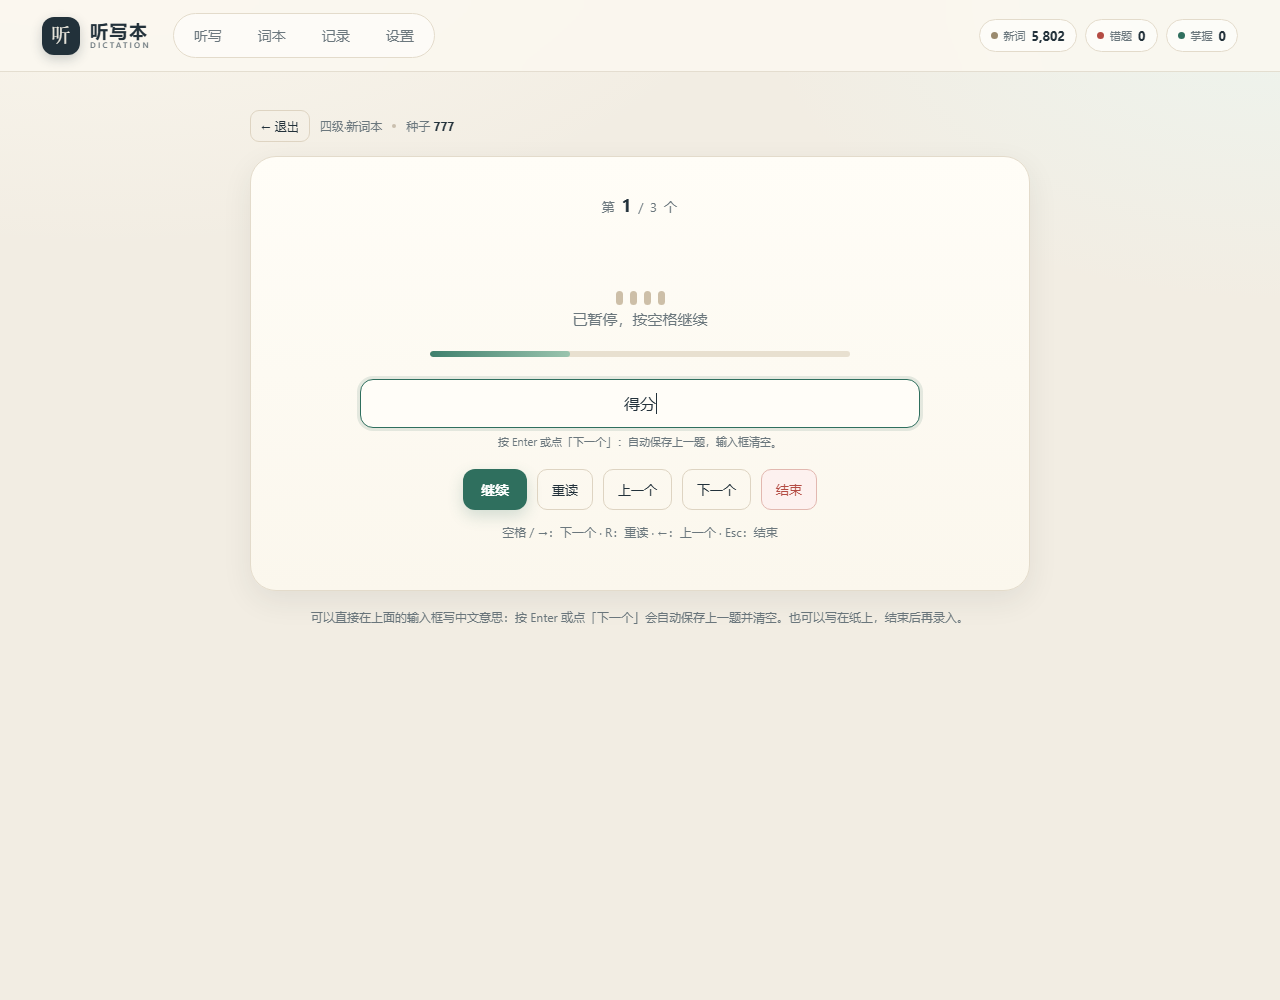 听
听写本
DICTATION
听写
词本
记录
设置
新词 5,802
错题 0
掌握 0
← 退出
四级·新词本 • 种子 777
第 1 / 3 个
已暂停，按空格继续
得分
按 Enter 或点「下一个」：自动保存上一题，输入框清空。
继续
重读
上一个
下一个
结束
空格 / →：下一个 · R：重读 · ←：上一个 · Esc：结束
可以直接在上面的输入框写中文意思：按 Enter 或点「下一个」会自动保存上一题并清空。也可以写在纸上，结束后再录入。